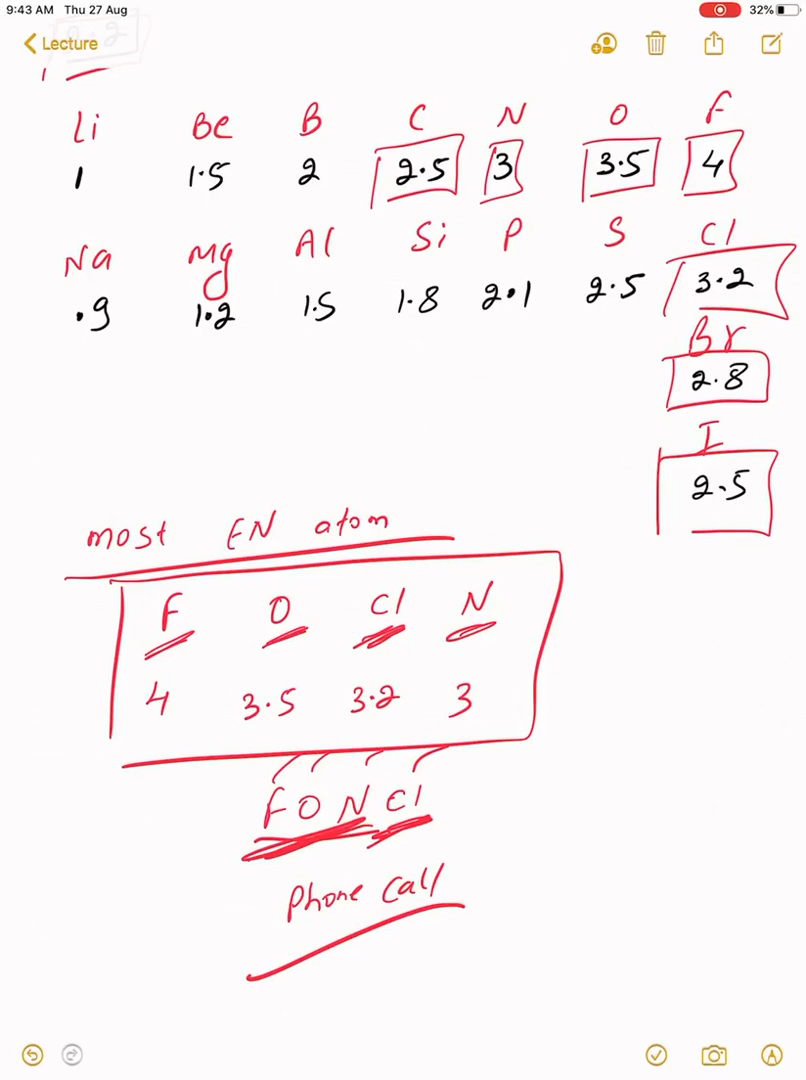 9:43 AM Thu 27 Aug 32%
Lecture
Li Be B C N O F
1 1.5 2 2.5 3 3.5 4
Na Mg Al Si P S Cl
.9 1.2 1.5 1.8 2.1 2.5 3.2
Br
2.8
I
2.5
most EN atom
F O Cl N
4 3.5 3.2 3
F O N Cl
Phone Call